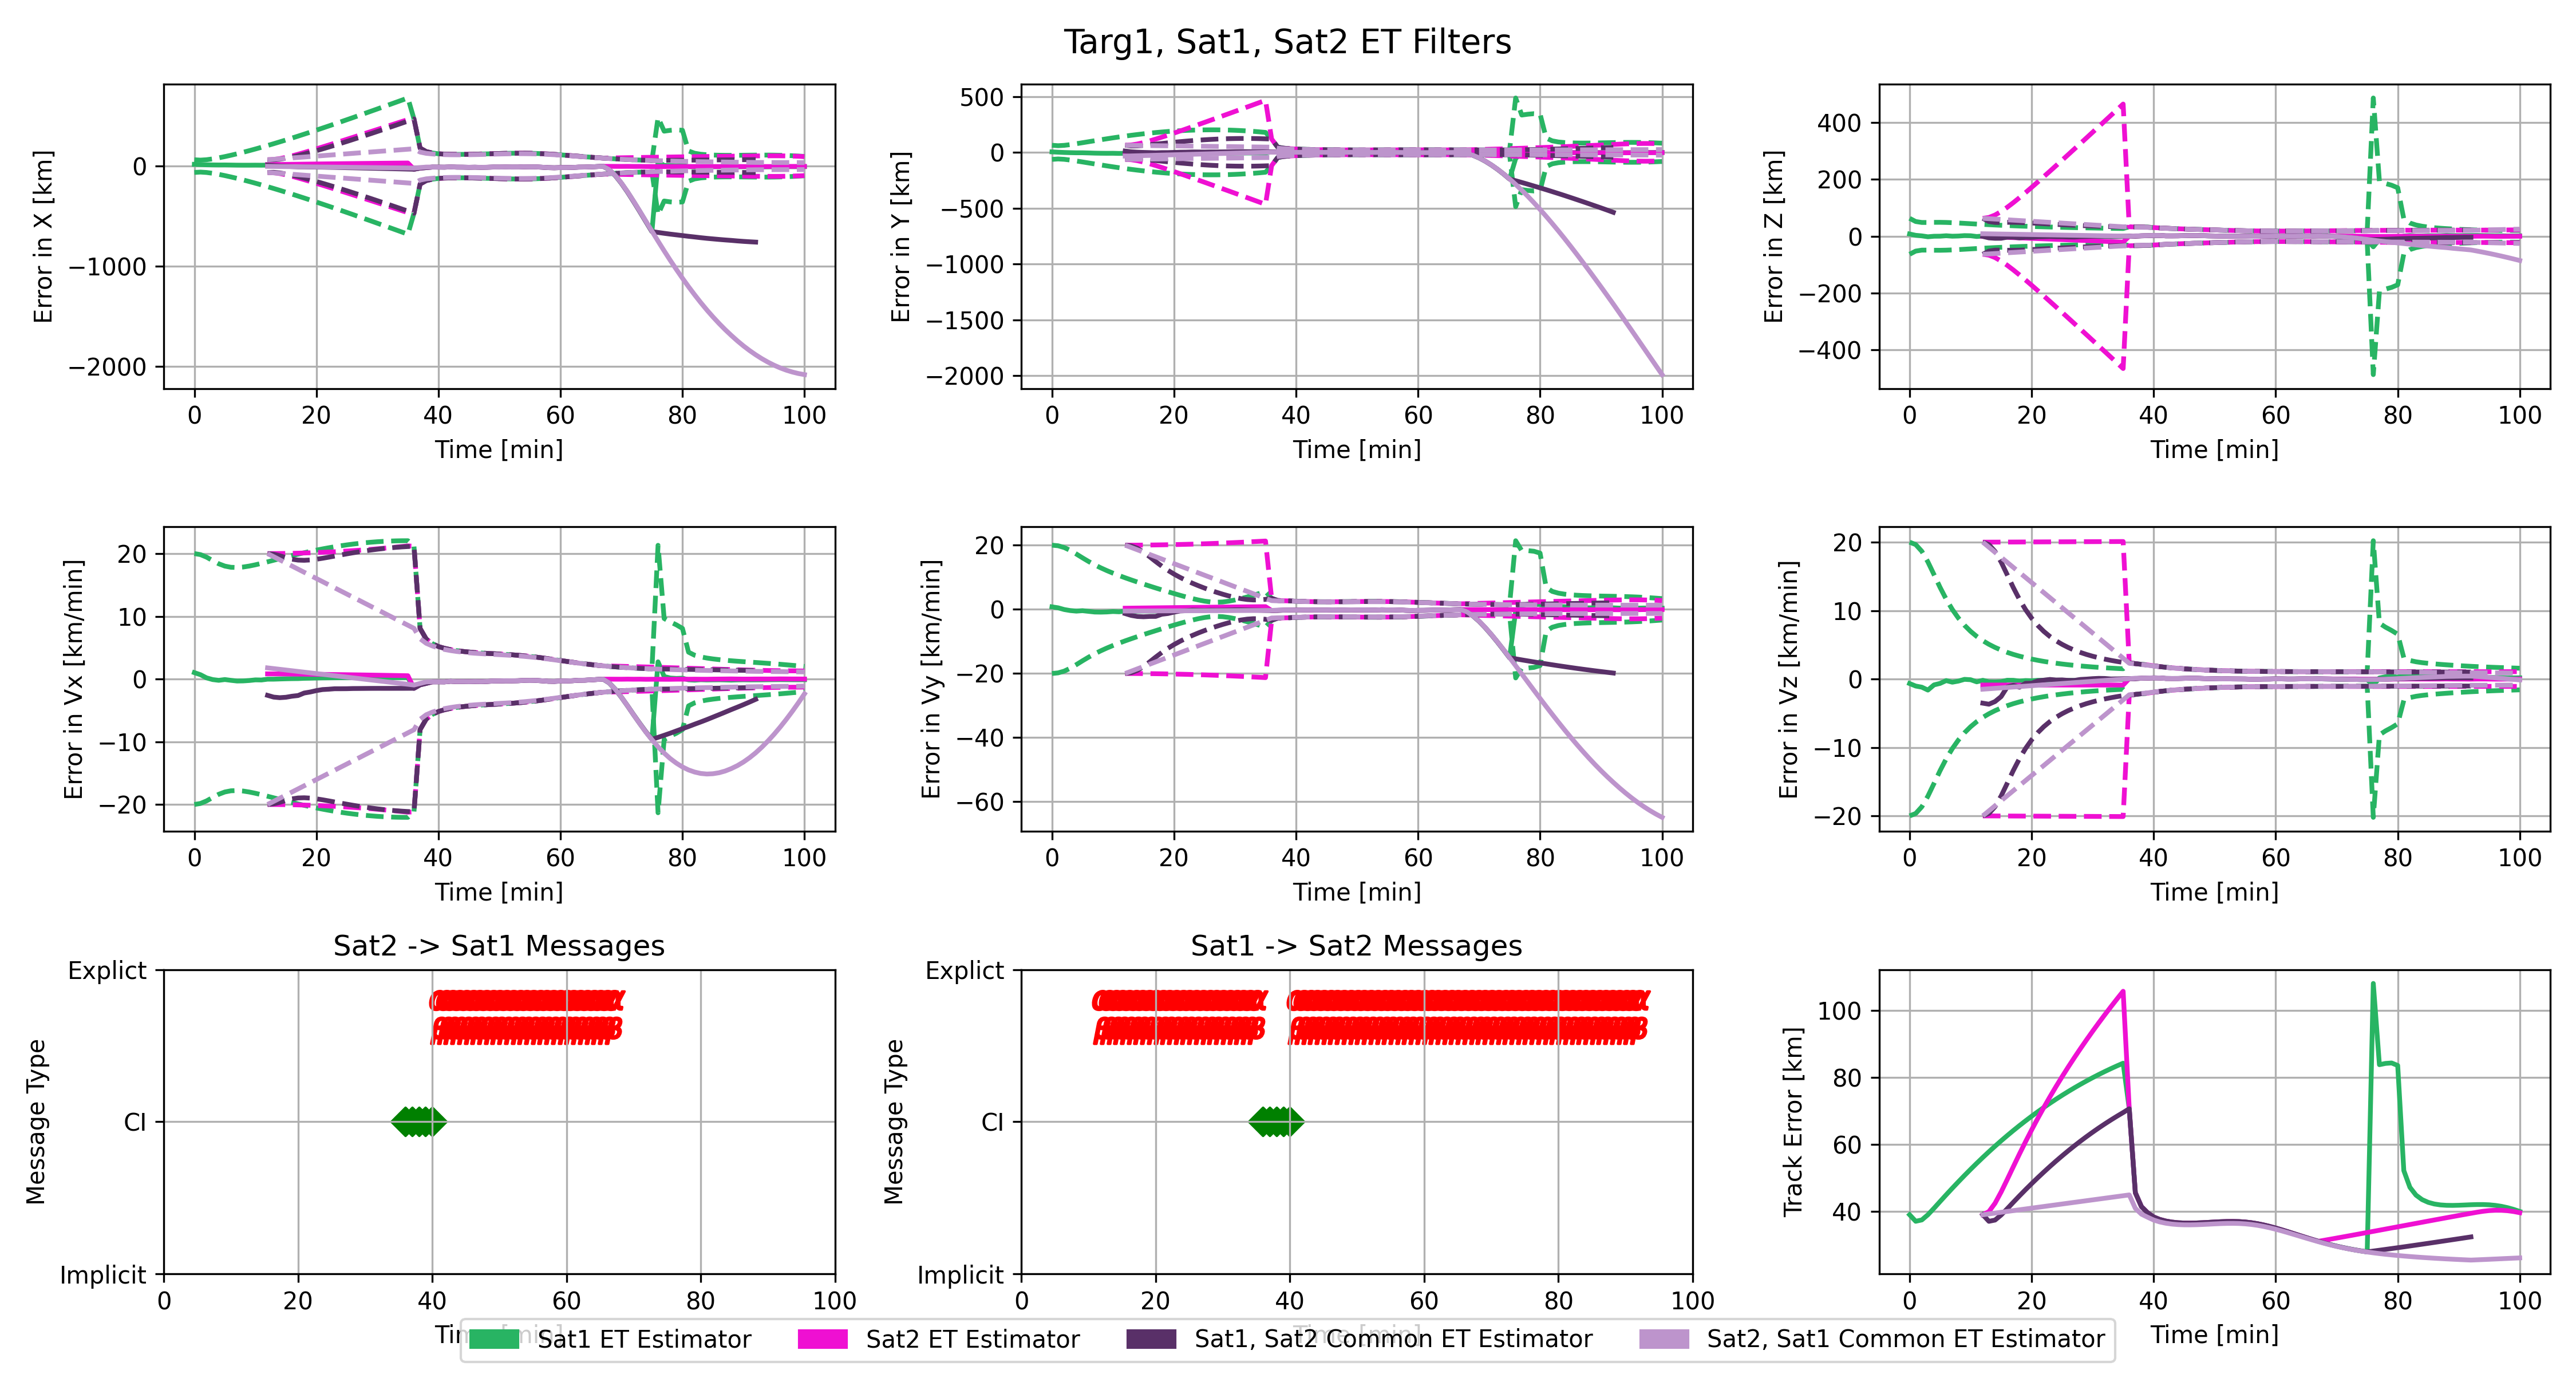 Targ1, Sat1, Sat2 ET Filters
Error in X [km]
0
−1000
−2000
0 20 40 60 80 100
Time [min]
Error in Y [km]
500
0
−500
−1000
−1500
−2000
0 20 40 60 80 100
Time [min]
Error in Z [km]
400
200
0
−200
−400
0 20 40 60 80 100
Time [min]
Error in Vx [km/min]
20
10
0
−10
−20
0 20 40 60 80 100
Time [min]
Error in Vy [km/min]
20
0
−20
−40
−60
0 20 40 60 80 100
Time [min]
Error in Vz [km/min]
20
10
0
−10
−20
0 20 40 60 80 100
Time [min]
Sat2 -> Sat1 Messages
Message Type
Explict
CI
Implicit
0 20 40 60 80 100
Time [min]
Sat1 -> Sat2 Messages
Message Type
Explict
CI
Implicit
0 20 40 60 80 100
Time [min]
Track Error [km]
100
80
60
40
0 20 40 60 80 100
Time [min]
Sat1 ET Estimator
Sat2 ET Estimator
Sat1, Sat2 Common ET Estimator
Sat2, Sat1 Common ET Estimator